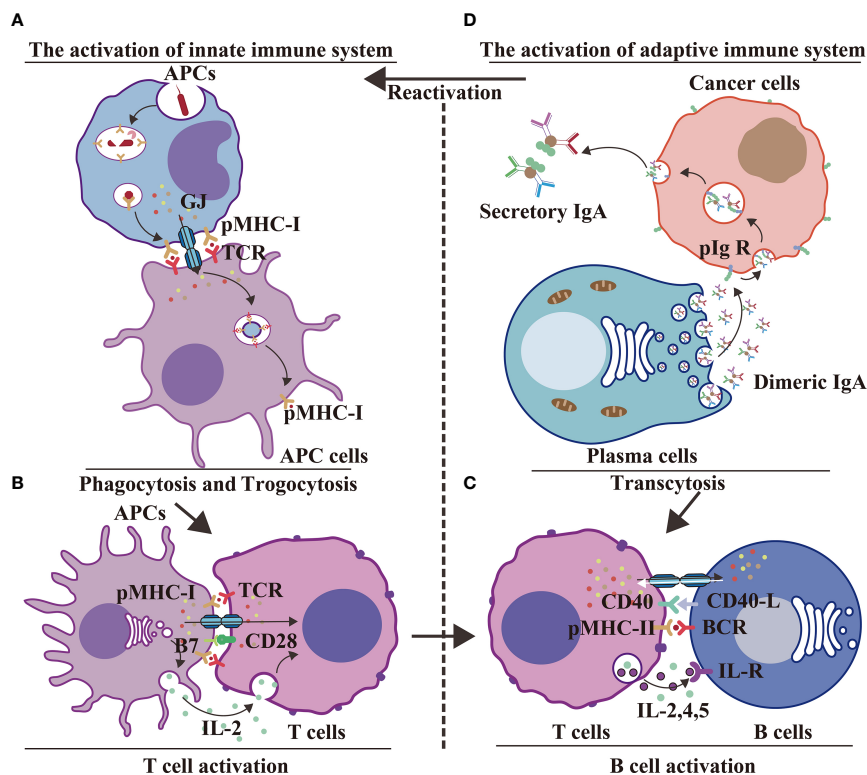 A
The activation of innate immune system
APCs
GJ
pMHC-I
TCR
pMHC-I
APC cells
Phagocytosis and Trogocytosis
B
APCs
pMHC-I
TCR
B7
CD28
IL-2
T cells
T cell activation
Reactivation
D
The activation of adaptive immune system
Cancer cells
Secretory IgA
pIg R
Dimeric IgA
Plasma cells
Transcytosis
C
CD40
CD40-L
pMHC-II
BCR
IL-R
IL-2,4,5
T cells
B cells
B cell activation